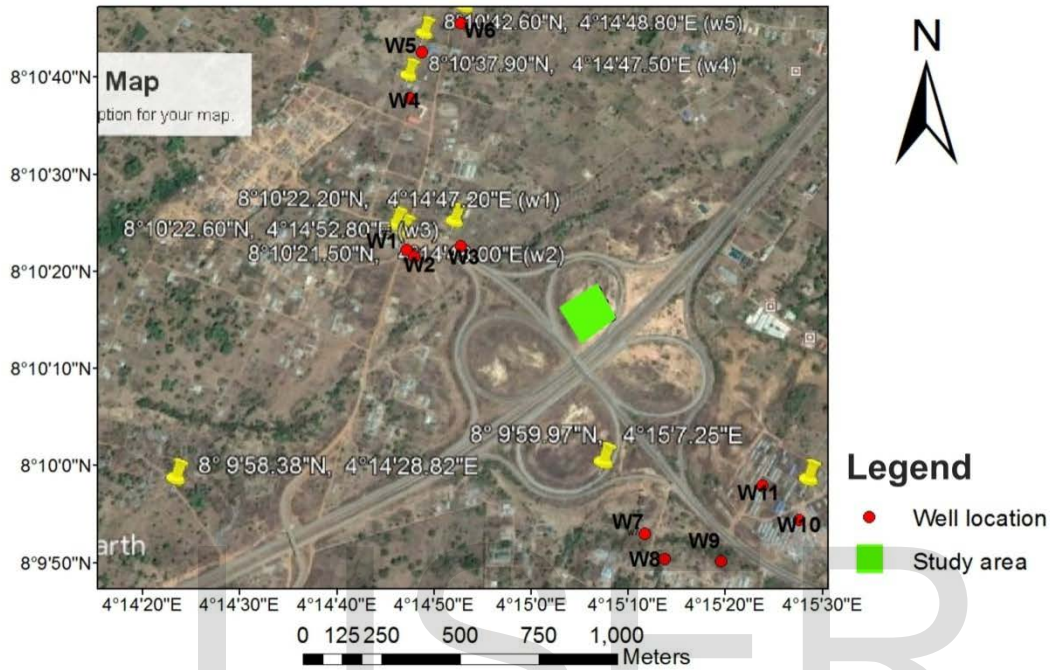 8°10'42.60"N, 4°14'48.80"E (w5)
W6
W5
8°10'37.90"N, 4°14'47.50"E (w4)
W4
Map
ption for your map.
8°10'22.20"N, 4°14'47.20"E (w1)
8°10'22.60"N, 4°14'52.80"E (w3)
W1
8°10'21.50"N, 00"E(w2)
W2
W3
8° 9'59.97"N, 4°15'7.25"E
8° 9'58.38"N, 4°14'28.82"E
W11
W10
W7
W8
W9
arth
8°10'40"N
8°10'30"N
8°10'20"N
8°10'10"N
8°10'0"N
8°9'50"N
4°14'20"E 4°14'30"E 4°14'40"E 4°14'50"E 4°15'0"E 4°15'10"E 4°15'20"E 4°15'30"E
0 125 250 500 750 1,000
Meters
N
Legend
Well location
Study area
IJSER